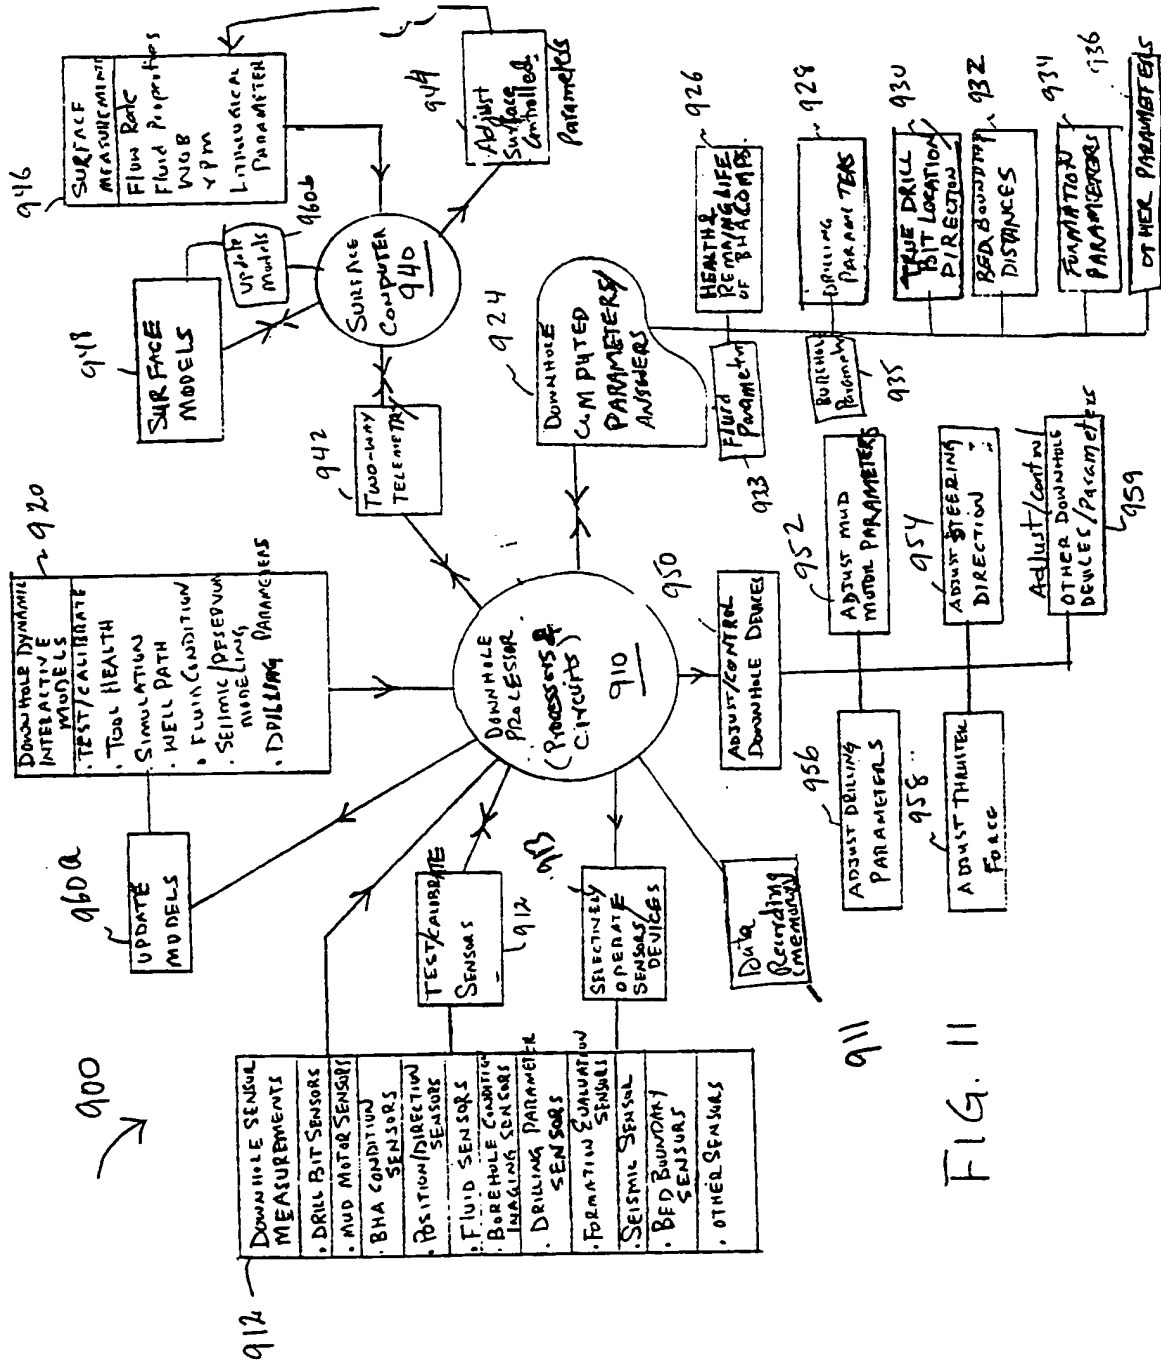 900
912
DOWNHOLE SENSOR
MEASUREMENTS
· DRILL BIT SENSORS
· MUD MOTOR SENSORS
· BHA CONDITION
SENSORS
· POSITION/DIRECTION
SENSORS
· FLUID SENSORS
· BOREHOLE CONDITION
IMAGING SENSORS
· DRILLING PARAMETER
SENSORS
· FORMATION EVALUATION
SENSORS
· SEISMIC SENSOR
· BED BOUNDARY
SENSORS
· OTHER SENSORS
960a
UPDATE
MODELS
TEST/CALIBRATE
SENSORS
912
913
SELECTIVELY
OPERATE
SENSORS/
DEVICES
Data
Recording
(memory)
911
920
DOWNHOLE DYNAMIC
INTERACTIVE
MODELS
· TEST/CALIBRATE
· TOOL HEALTH
· SIMULATION
· WELL PATH
· FLUID CONDITION
· SEISMIC/RESERVOIR
MODELING
· DRILLING PARAMETERS
DOWNHOLE
PROCESSOR
(Processors &
Circuits)
910
950
ADJUST/CONTROL
DOWNHOLE DEVICES
956
ADJUST DRILLING
PARAMETERS
958
ADJUST THRUSTER
FORCE
952
ADJUST MUD
MOTOR PARAMETERS
954
ADJUST STEERING
DIRECTION
Adjust/contn/
OTHER DOWNHOLE
DEVICES/Parameters
959
942
TWO-WAY
TELEMETRY
948
SURFACE
MODELS
Update
Models
960b
946
SURFACE
MEASUREMENTS
Flow Rate
Fluid Properties
WOB
rpm
LITHOLOGICAL
PARAMETER
SURFACE
COMPUTER
940
944
Adjust
Surface
Controlled
Parameters
924
DOWNHOLE
COMPUTED
PARAMETERS/
ANSWERS
926
HEALTH &
REMAINING LIFE
OF BHA COMPS.
933
Fluid
Parameters
928
DRILLING
PARAMETERS
BOREHOLE
Parameters
935
930
TRUE DRILL
BIT LOCATION/
DIRECTION
932
BED BOUNDARY
DISTANCES
934
FORMATION
PARAMETERS
936
OTHER PARAMETERS
FIG. 11